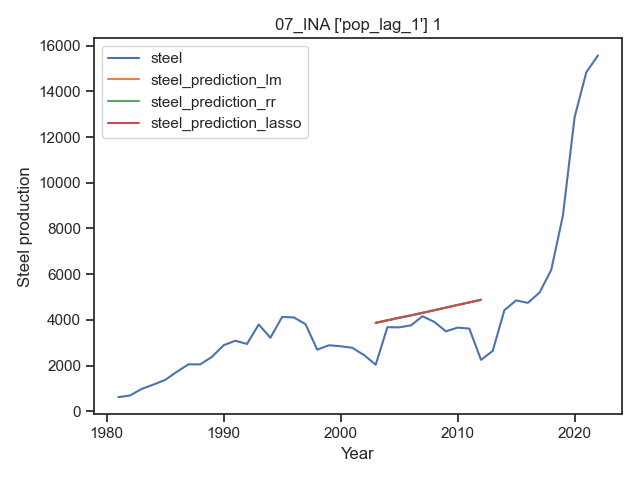 07_INA ['pop_lag_1'] 1
16000
14000
12000
10000
8000
6000
4000
2000
0
Steel production
steel
steel_prediction_lm
steel_prediction_rr
steel_prediction_lasso
1980
1990
2000
2010
2020
Year